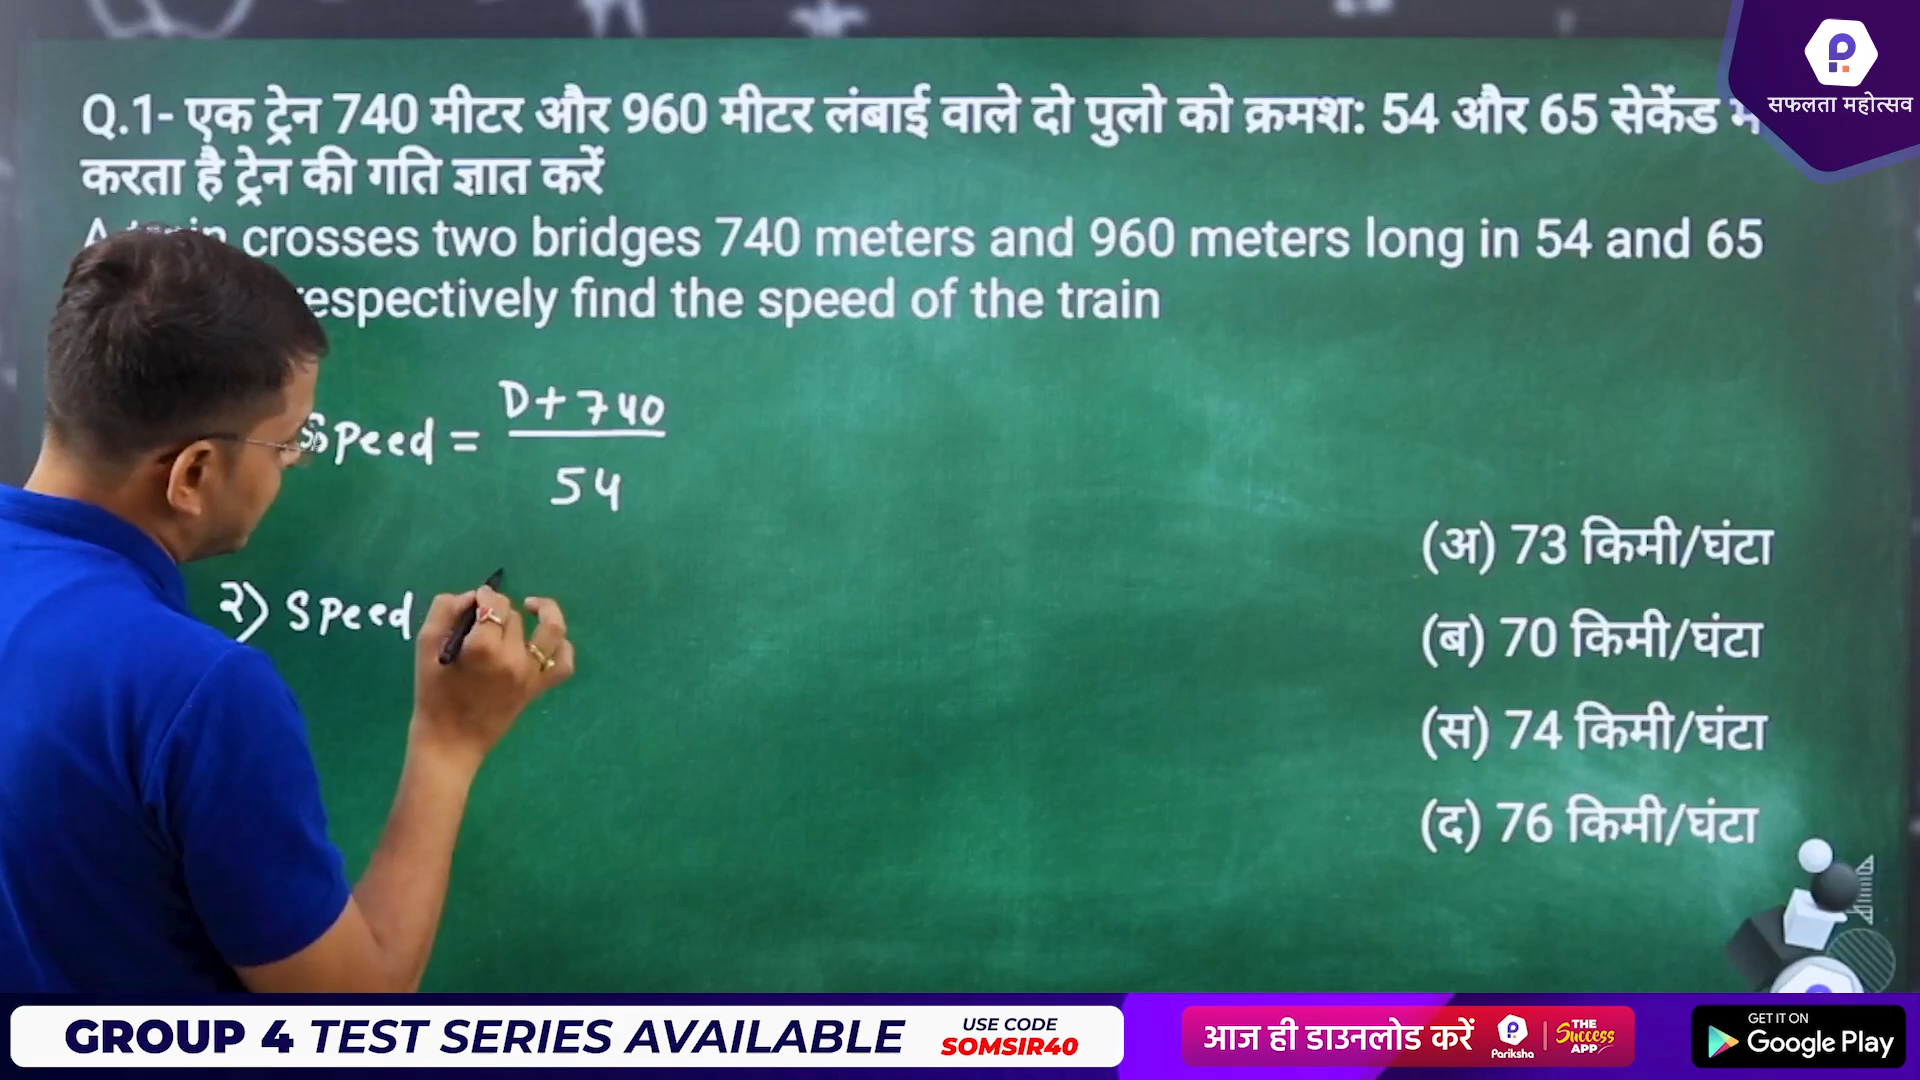 सफलता महोत्सव
Q.1- एक ट्रेन 740 मीटर और 960 मीटर लंबाई वाले दो पुलो को क्रमश: 54 और 65 सेकेंड
करता है ट्रेन की गति ज्ञात करें
crosses two bridges 740 meters and 960 meters long in 54 and 65
respectively find the speed of the train
Speed = D+740
54
२) Speed
(अ) 73 किमी/घंटा
(ब) 70 किमी/घंटा
(स) 74 किमी/घंटा
(द) 76 किमी/घंटा
GROUP 4 TEST SERIES AVAILABLE
USE CODE
SOMSIR40
आज ही डाउनलोड करें
Pariksha
THE
Success
APP
GET IT ON
Google Play